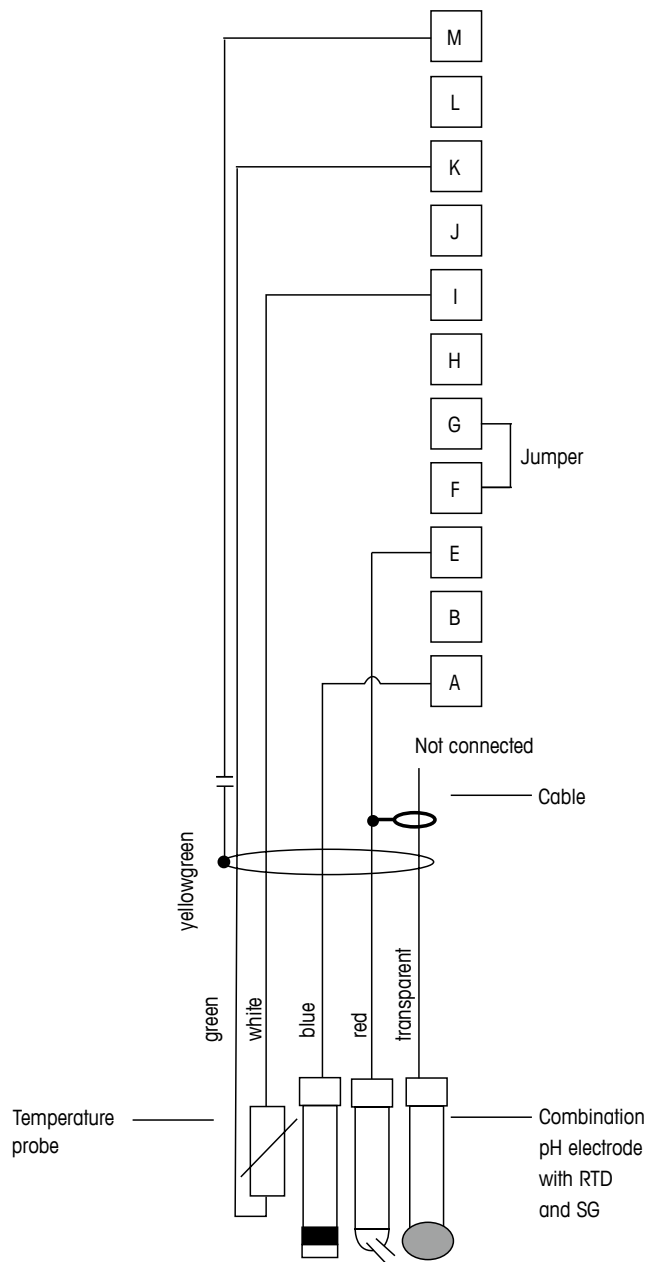 M
L
K
J
I
H
G
Jumper
F
E
B
A
Not connected
Cable
yellowgreen
green
white
blue
red
transparent
Temperature
probe
Combination
pH electrode
with RTD
and SG